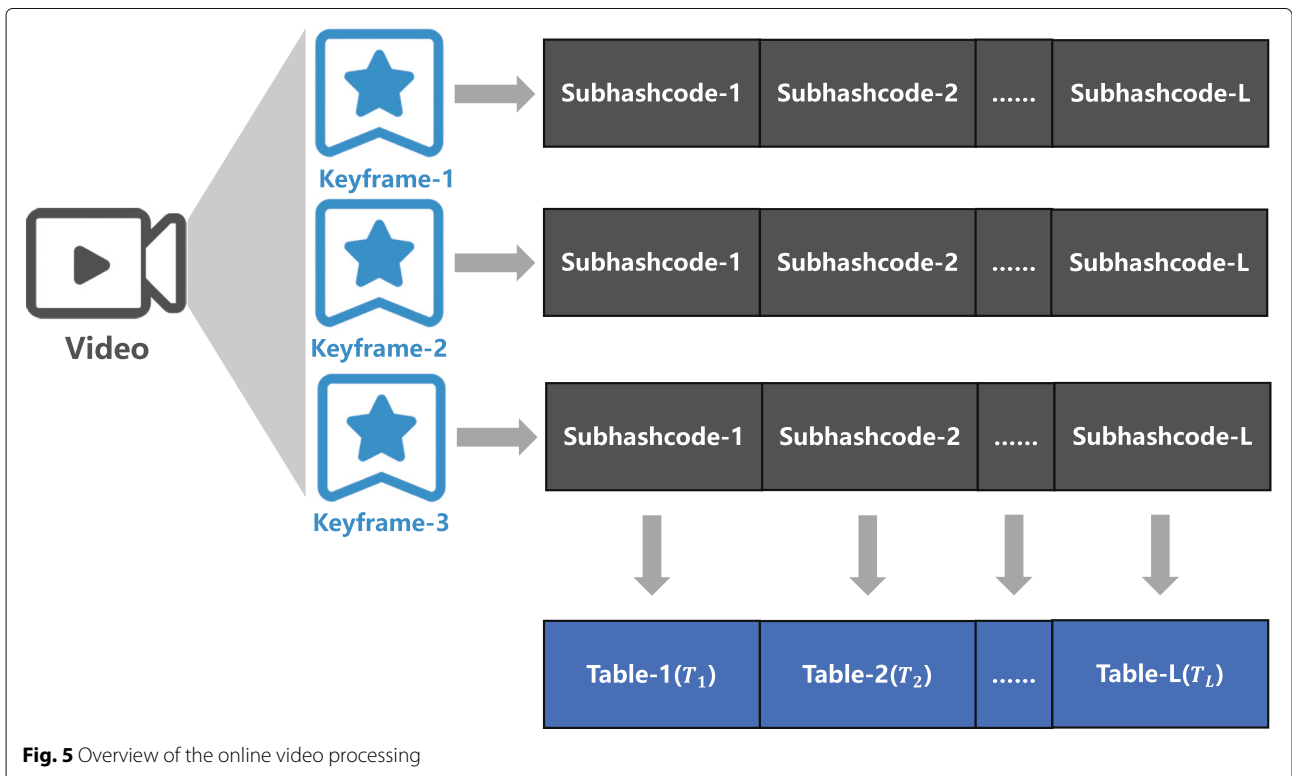 Subhashcode-1 Subhashcode-2 ...... Subhashcode-L
Keyframe-1
Video
Subhashcode-1 Subhashcode-2 ...... Subhashcode-L
Keyframe-2
Subhashcode-1 Subhashcode-2 ...... Subhashcode-L
Keyframe-3
Table-1(T₁) Table-2(T₂) ...... Table-L(T_L)
Fig. 5 Overview of the online video processing